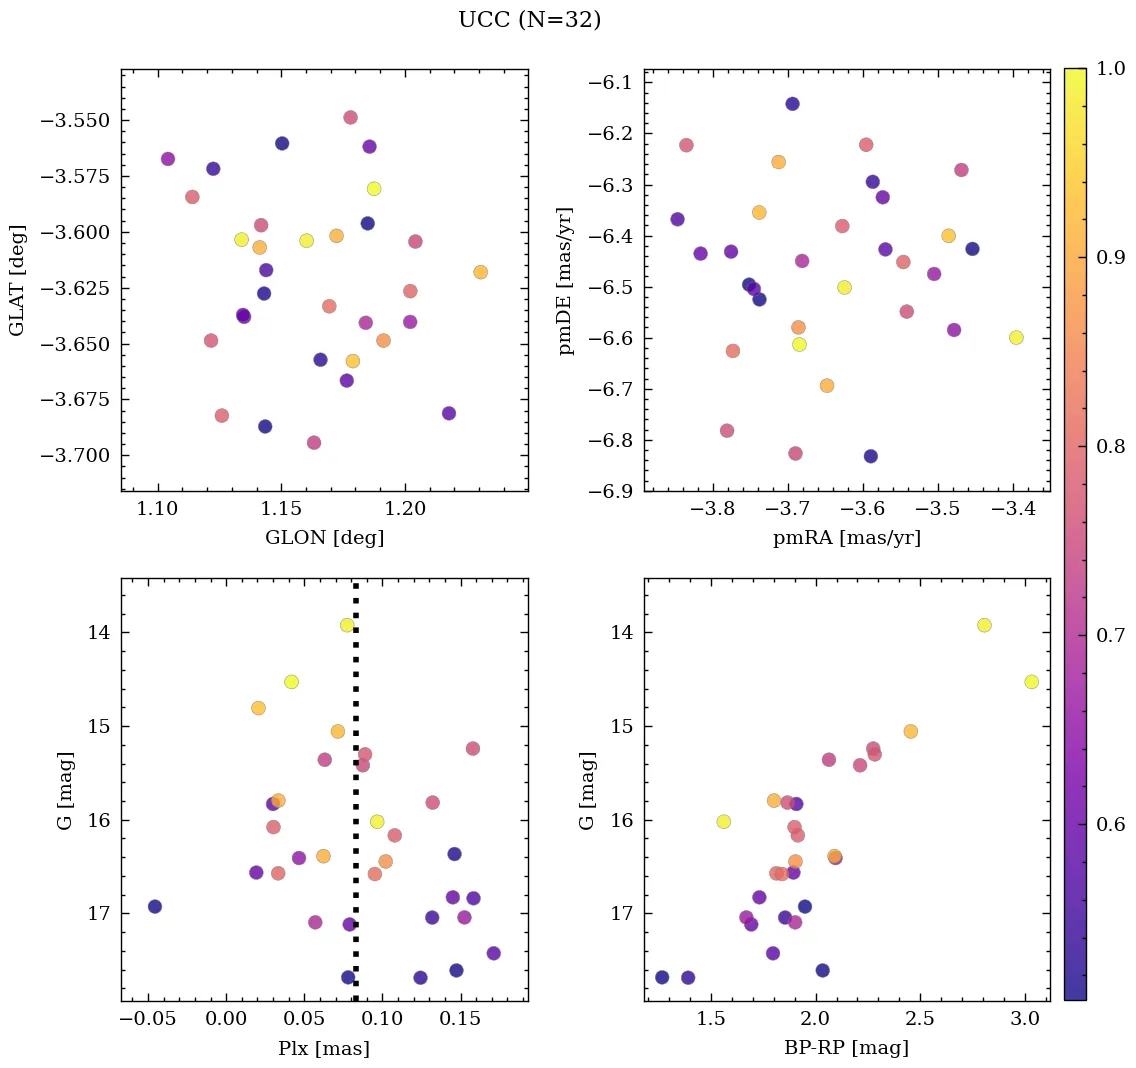 UCC (N=32)
−3.550
−3.575
−3.600
−3.625
−3.650
−3.675
−3.700
GLAT [deg]
1.10 1.15 1.20
GLON [deg]
−6.1
−6.2
−6.3
−6.4
−6.5
−6.6
−6.7
−6.8
−6.9
pmDE [mas/yr]
−3.8 −3.7 −3.6 −3.5 −3.4
pmRA [mas/yr]
1.0
0.9
0.8
0.7
0.6
14
15
16
17
G [mag]
−0.05 0.00 0.05 0.10 0.15
Plx [mas]
14
15
16
17
G [mag]
1.5 2.0 2.5 3.0
BP-RP [mag]